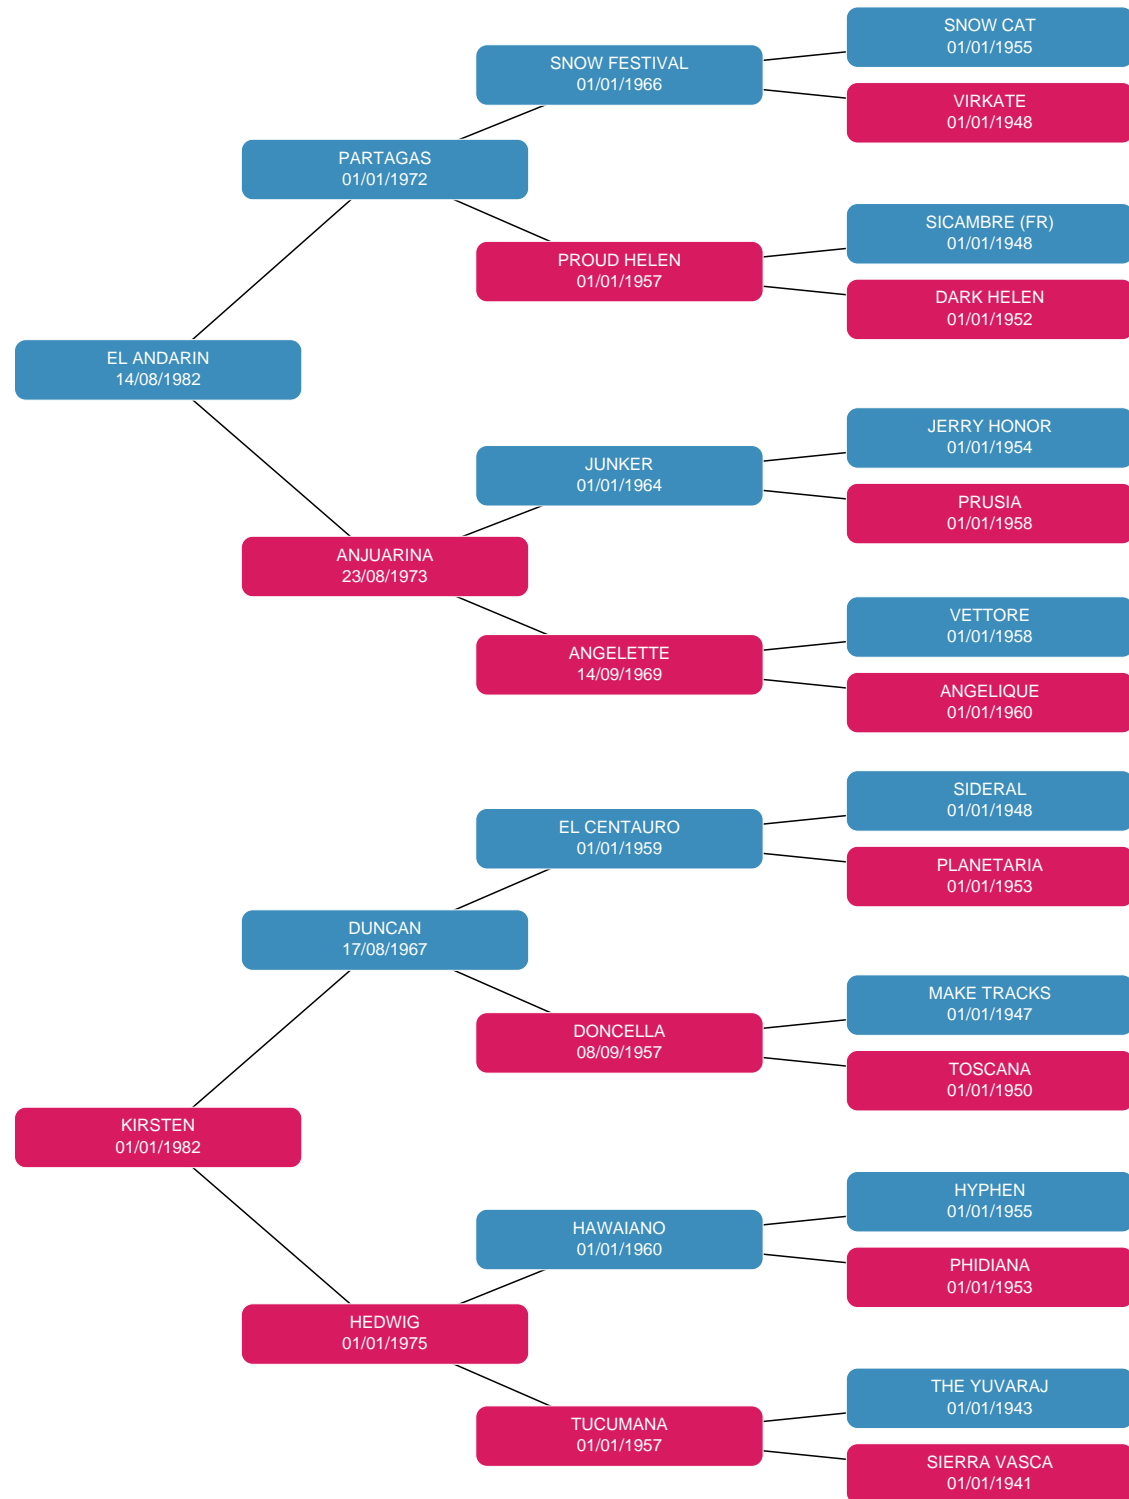 SNOW CAT
01/01/1955
SNOW FESTIVAL
01/01/1966
VIRKATE
01/01/1948
PARTAGAS
01/01/1972
SICAMBRE (FR)
01/01/1948
PROUD HELEN
01/01/1957
DARK HELEN
01/01/1952
EL ANDARIN
14/08/1982
JERRY HONOR
01/01/1954
JUNKER
01/01/1964
PRUSIA
01/01/1958
ANJUARINA
23/08/1973
VETTORE
01/01/1958
ANGELETTE
14/09/1969
ANGELIQUE
01/01/1960
SIDERAL
01/01/1948
EL CENTAURO
01/01/1959
PLANETARIA
01/01/1953
DUNCAN
17/08/1967
MAKE TRACKS
01/01/1947
DONCELLA
08/09/1957
TOSCANA
01/01/1950
KIRSTEN
01/01/1982
HYPHEN
01/01/1955
HAWAIANO
01/01/1960
PHIDIANA
01/01/1953
HEDWIG
01/01/1975
THE YUVARAJ
01/01/1943
TUCUMANA
01/01/1957
SIERRA VASCA
01/01/1941